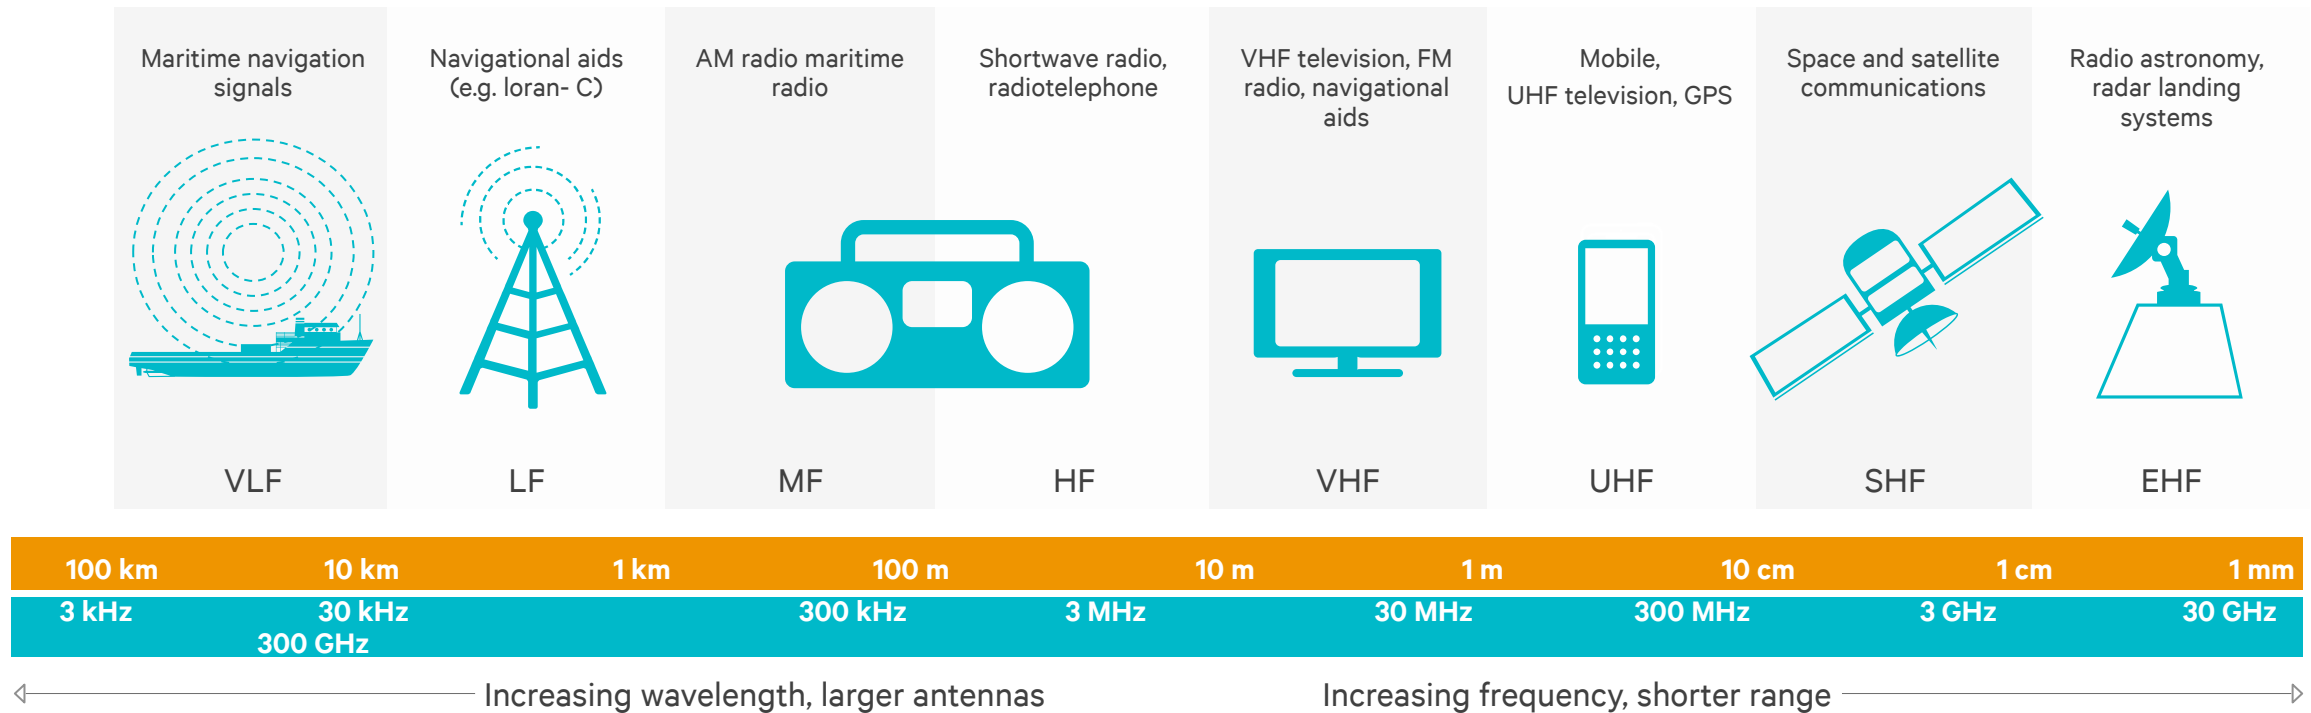 Maritime navigation
signals
Navigational aids
(e.g. loran- C)
AM radio maritime
radio
Shortwave radio,
radiotelephone
VHF television, FM
radio, navigational
aids
Mobile,
UHF television, GPS
Space and satellite
communications
Radio astronomy,
radar landing
systems
VLF
LF
MF
HF
VHF
UHF
SHF
EHF
100 km 10 km 1 km 100 m 10 m 1 m 10 cm 1 cm 1 mm
3 kHz 30 kHz 300 kHz 3 MHz 30 MHz 300 MHz 3 GHz 30 GHz
300 GHz
Increasing wavelength, larger antennas
Increasing frequency, shorter range